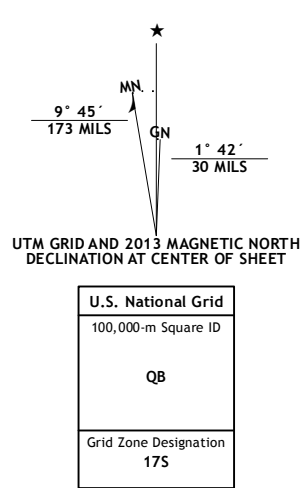 ★
MN
GN
9° 45´
173 MILS
1° 42´
30 MILS
UTM GRID AND 2013 MAGNETIC NORTH
DECLINATION AT CENTER OF SHEET
U.S. National Grid
100,000-m Square ID
QB
Grid Zone Designation
17S